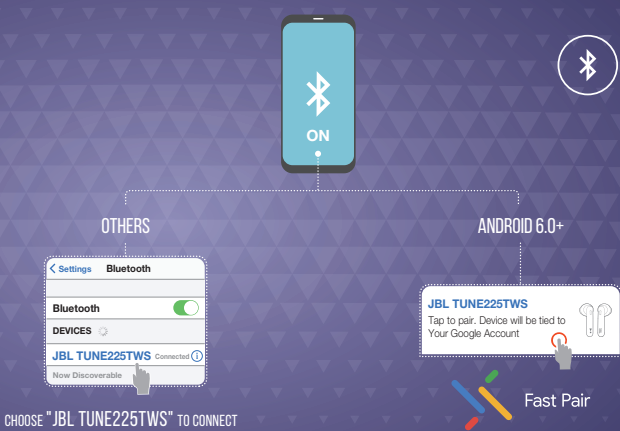 ON
OTHERS
ANDROID 6.0+
Settings Bluetooth
Bluetooth
DEVICES
JBL TUNE225TWS Connected
Now Discoverable
CHOOSE "JBL TUNE225TWS" TO CONNECT
JBL TUNE225TWS
Tap to pair. Device will be tied to
Your Google Account
Fast Pair